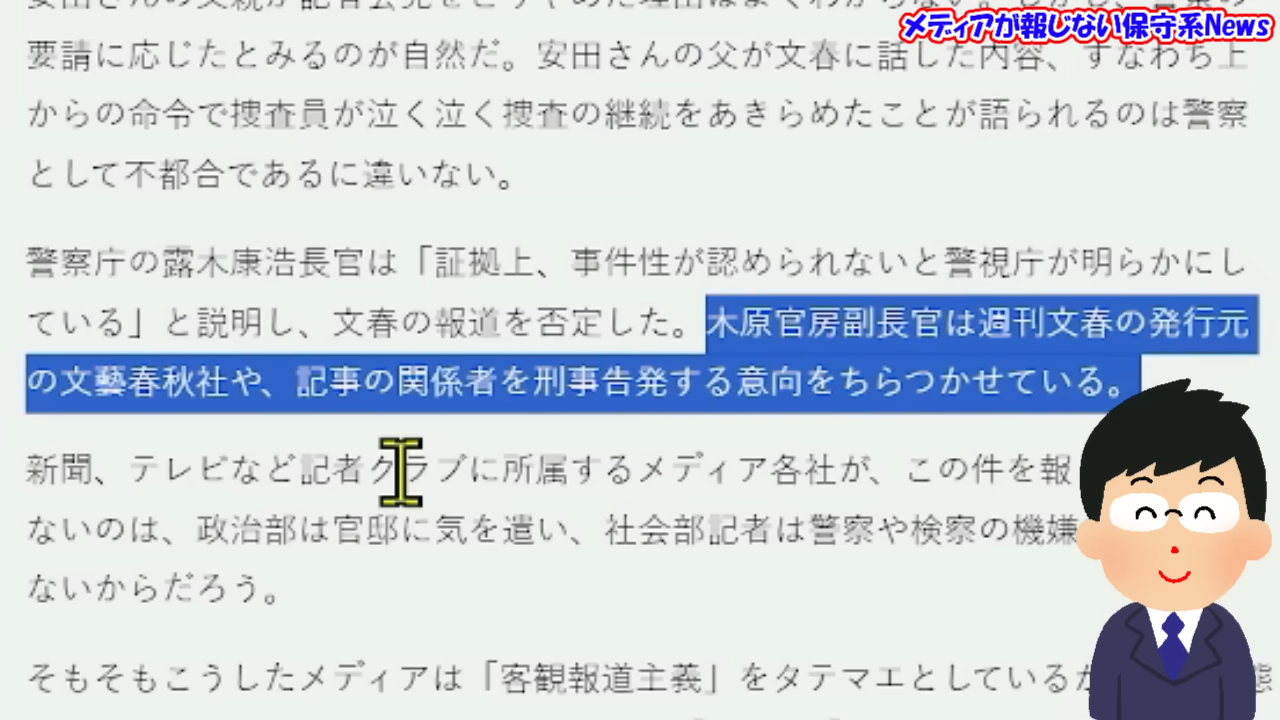 メディアが報じない保守系News
要請に応じたとみるのが自然だ。安田さんの父が文春に話した内容、すなわち上
からの命令で捜査員が泣く泣く捜査の継続をあきらめたことが語られるのは警察
として不都合であるに違いない。
警察庁の露木康浩長官は「証拠上、事件性が認められないと警視庁が明らかにし
ている」と説明し、文春の報道を否定した。木原官房副長官は週刊文春の発行元
の文藝春秋社や、記事の関係者を刑事告発する意向をちらつかせている。
新聞、テレビなど記者クラブに所属するメディア各社が、この件を報
ないのは、政治部は官邸に気を遣い、社会部記者は警察や検察の機嫌
ないからだろう。
そもそもこうしたメディアは「客観報道主義」をタテマエとしているが